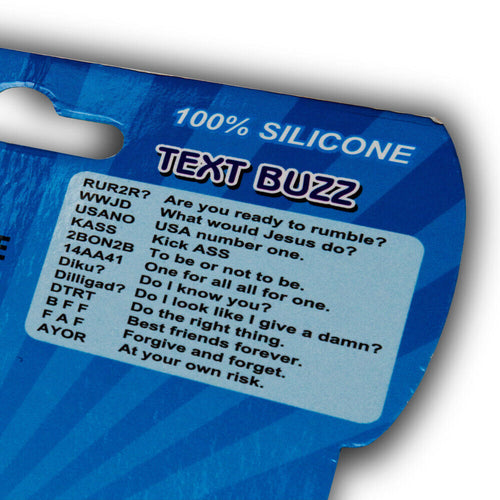 100% SILICONE
TEXT BUZZ
RUR2R? Are you ready to rumble?
WWJD What would Jesus do?
USANO USA number one.
KASS Kick ASS
2BON2B To be or not to be.
14AA41 One for all all for one.
Diku? Do I know you?
Dilligad? Do I look like I give a damn?
DTRT Do the right thing.
B F F Best friends forever.
F A F Forgive and forget.
AYOR At your own risk.
E